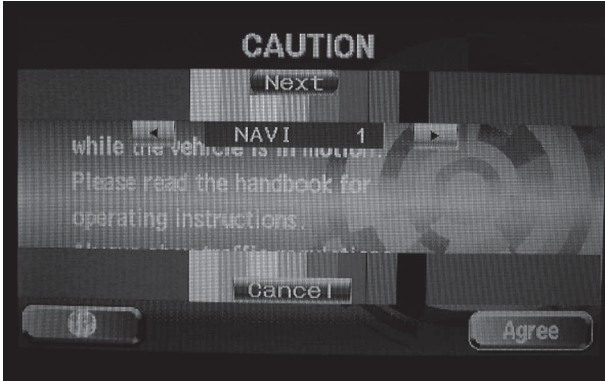 CAUTION
Next
NAVI 1
while the vehicle is in motion.
Please read the handbook for
operating instructions.
Cancel
Agree